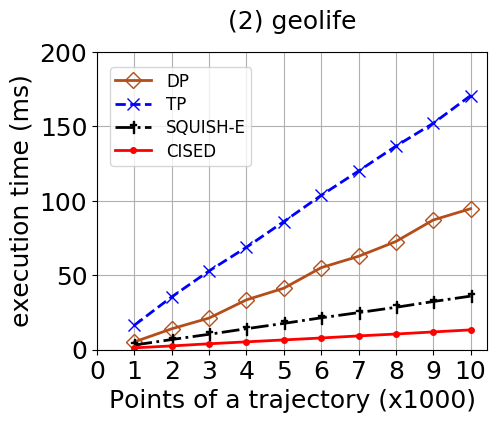 (2) geolife
execution time (ms)
200
150
100
50
0
DP
TP
SQUISH-E
CISED
0 1 2 3 4 5 6 7 8 9 10
Points of a trajectory (x1000)